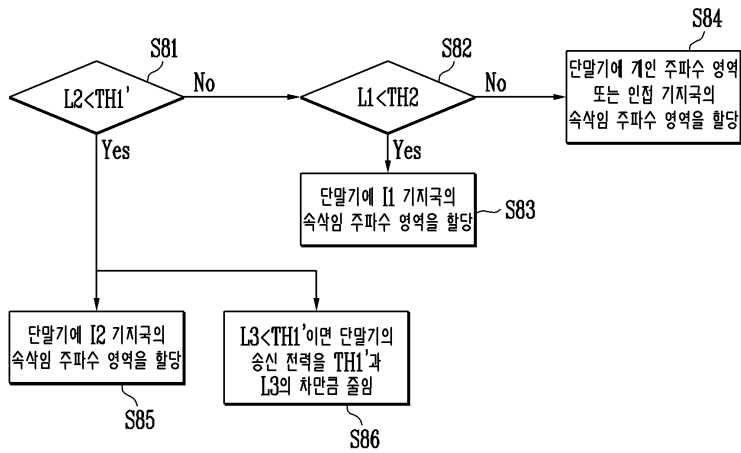 S81
L2<TH1'
No
Yes
S82
L1<TH2
No
Yes
S84
단말기에 개인 주파수 영역
또는 인접 기지국의
속삭임 주파수 영역을 할당
단말기에 I1 기지국의
속삭임 주파수 영역을 할당
S83
단말기에 I2 기지국의
속삭임 주파수 영역을 할당
S85
L3<TH1'이면 단말기의
송신 전력을 TH1'과
L3의 차만큼 줄임
S86